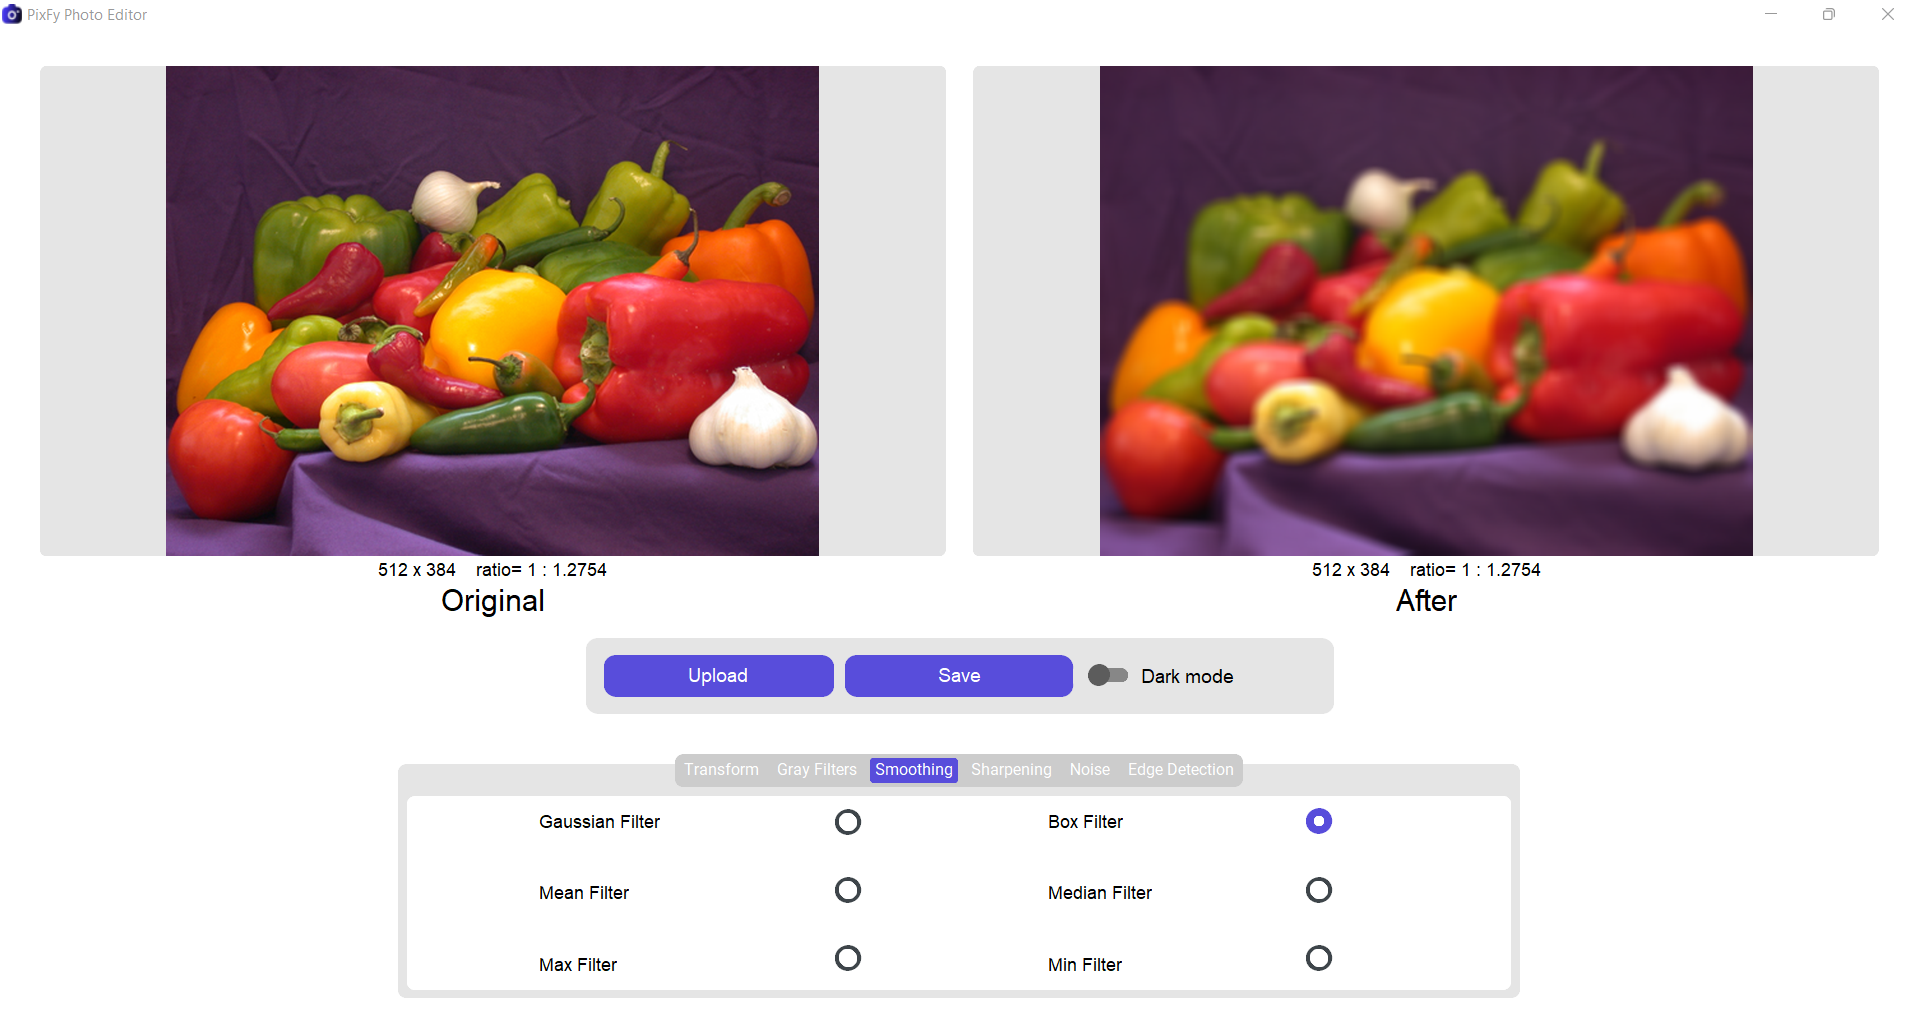 PixFy Photo Editor
512 x 384 ratio= 1 : 1.2754
Original
512 x 384 ratio= 1 : 1.2754
After
Upload
Save
Dark mode
Transform
Gray Filters
Smoothing
Sharpening
Noise
Edge Detection
Gaussian Filter
Box Filter
Mean Filter
Median Filter
Max Filter
Min Filter